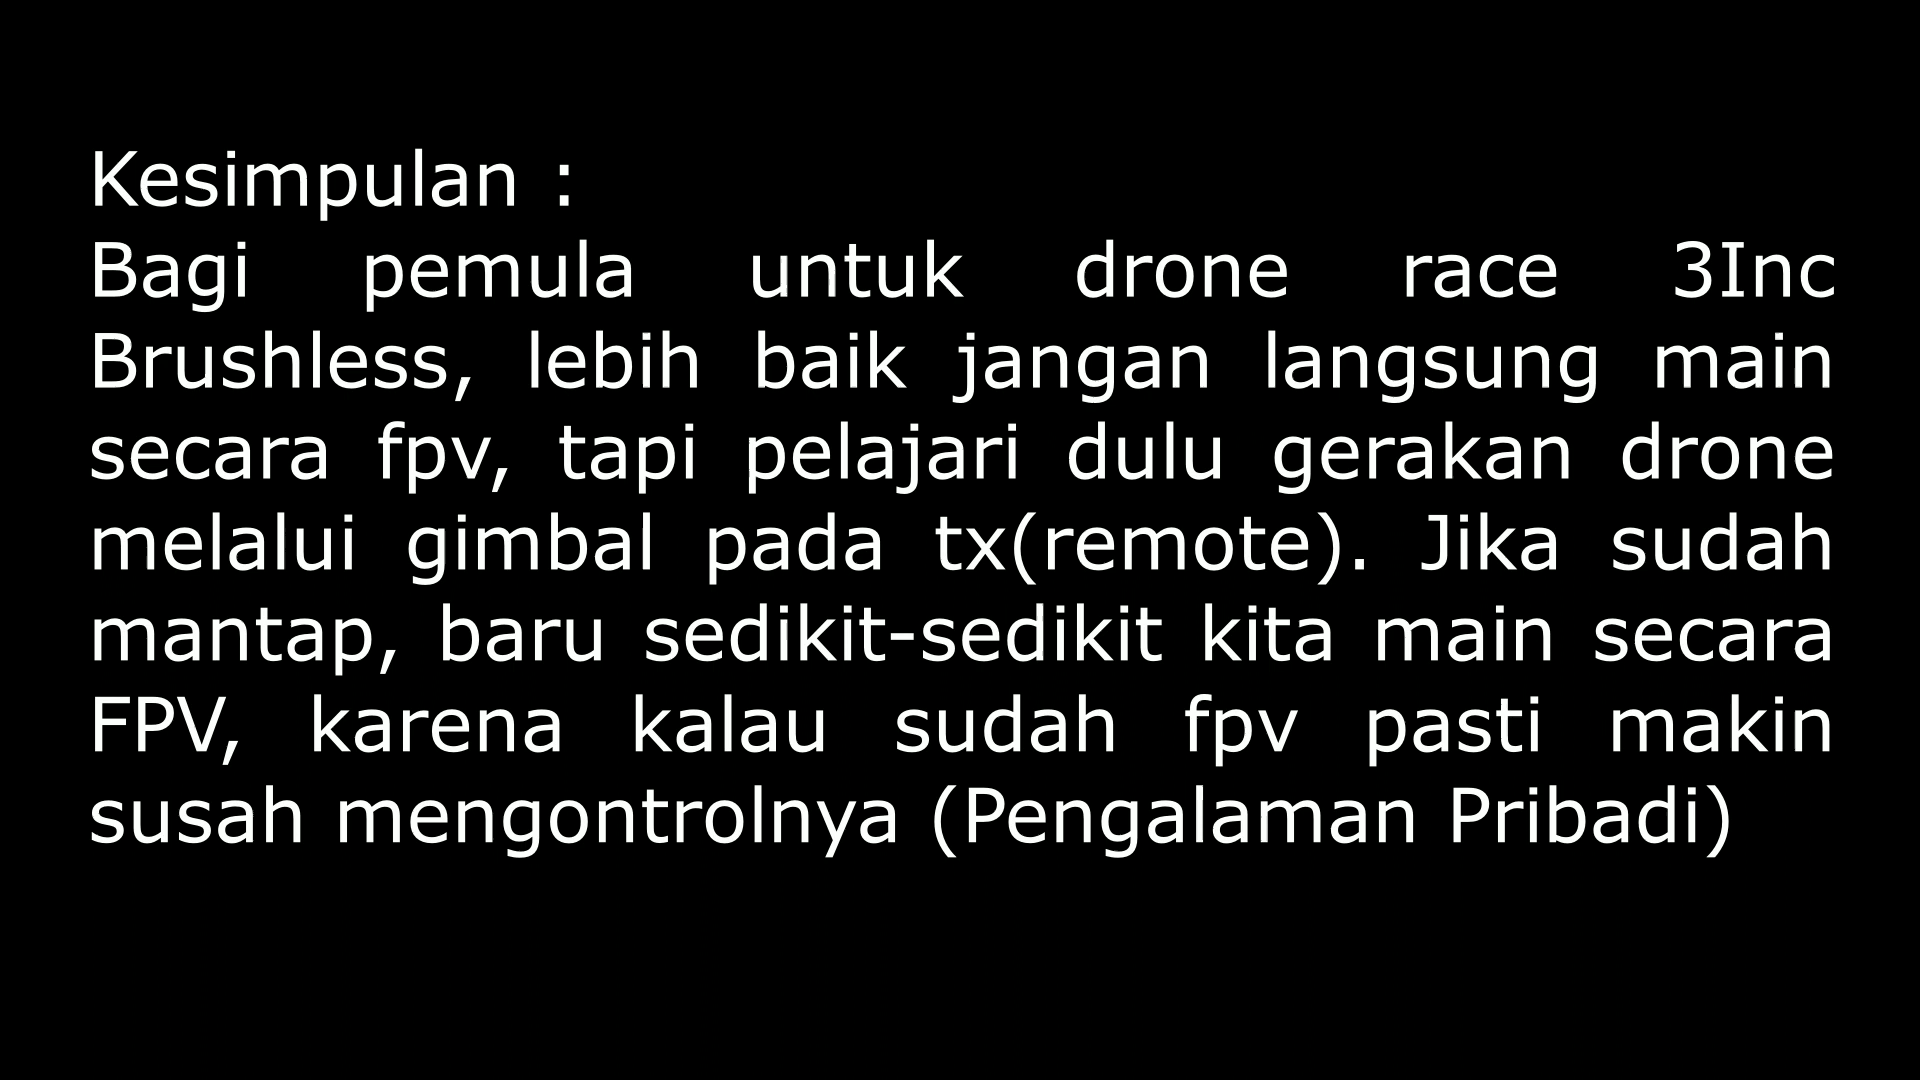 Kesimpulan :
Bagi pemula untuk drone race 3Inc
Brushless, lebih baik jangan langsung main
secara fpv, tapi pelajari dulu gerakan drone
melalui gimbal pada tx(remote). Jika sudah
mantap, baru sedikit-sedikit kita main secara
FPV, karena kalau sudah fpv pasti makin
susah mengontrolnya (Pengalaman Pribadi)